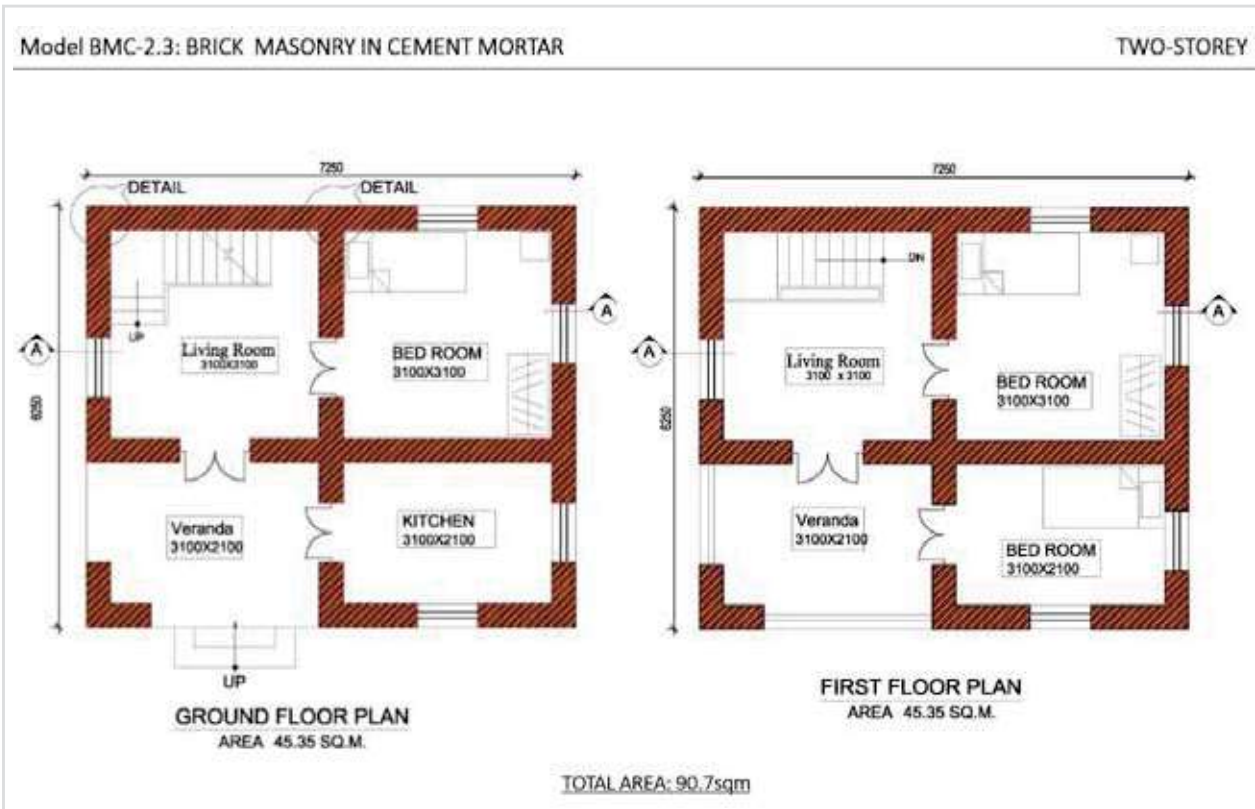 Model BMC-2.3: BRICK MASONRY IN CEMENT MORTAR
TWO-STOREY
7250
DETAIL
DETAIL
6250
UP
A
A
Living Room
3100X3100
BED ROOM
3100X3100
Veranda
3100X2100
KITCHEN
3100X2100
UP
GROUND FLOOR PLAN
AREA 45.35 SQ.M.
7250
6250
DN
A
A
Living Room
3100 x 3100
BED ROOM
3100X3100
Veranda
3100X2100
BED ROOM
3100X2100
FIRST FLOOR PLAN
AREA 45.35 SQ.M.
TOTAL AREA: 90.7sqm